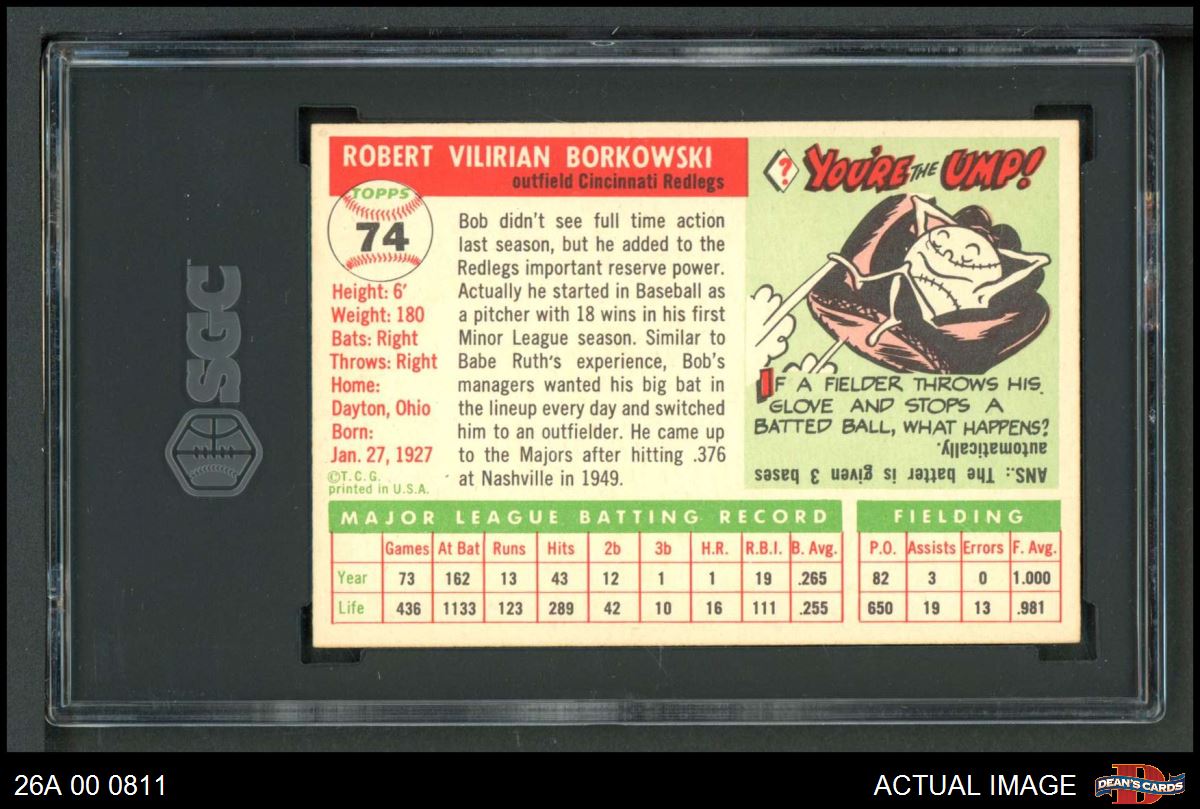 SGC
ROBERT VILIRIAN BORKOWSKI
outfield Cincinnati Redlegs
TOPPS
74
Height: 6'
Weight: 180
Bats: Right
Throws: Right
Home:
Dayton, Ohio
Born:
Jan. 27, 1927
©T.C.G.
printed in U.S.A.
Bob didn't see full time action
last season, but he added to the
Redlegs important reserve power.
Actually he started in Baseball as
a pitcher with 18 wins in his first
Minor League season. Similar to
Babe Ruth's experience, Bob's
managers wanted his big bat in
the lineup every day and switched
him to an outfielder. He came up
to the Majors after hitting .376
at Nashville in 1949.
? YOU'RE THE UMP!
IF A FIELDER THROWS HIS
GLOVE AND STOPS A
BATTED BALL, WHAT HAPPENS?
ANS.: The batter is given 3 bases
automatically.
MAJOR LEAGUE BATTING RECORD
Games At Bat Runs Hits 2b 3b H.R. R.B.I. B. Avg.
Year 73 162 13 43 12 1 1 19 .265
Life 436 1133 123 289 42 10 16 111 .255
FIELDING
P.O. Assists Errors F. Avg.
82 3 0 1.000
650 19 13 .981
26A 00 0811
ACTUAL IMAGE
DEAN'S CARDS